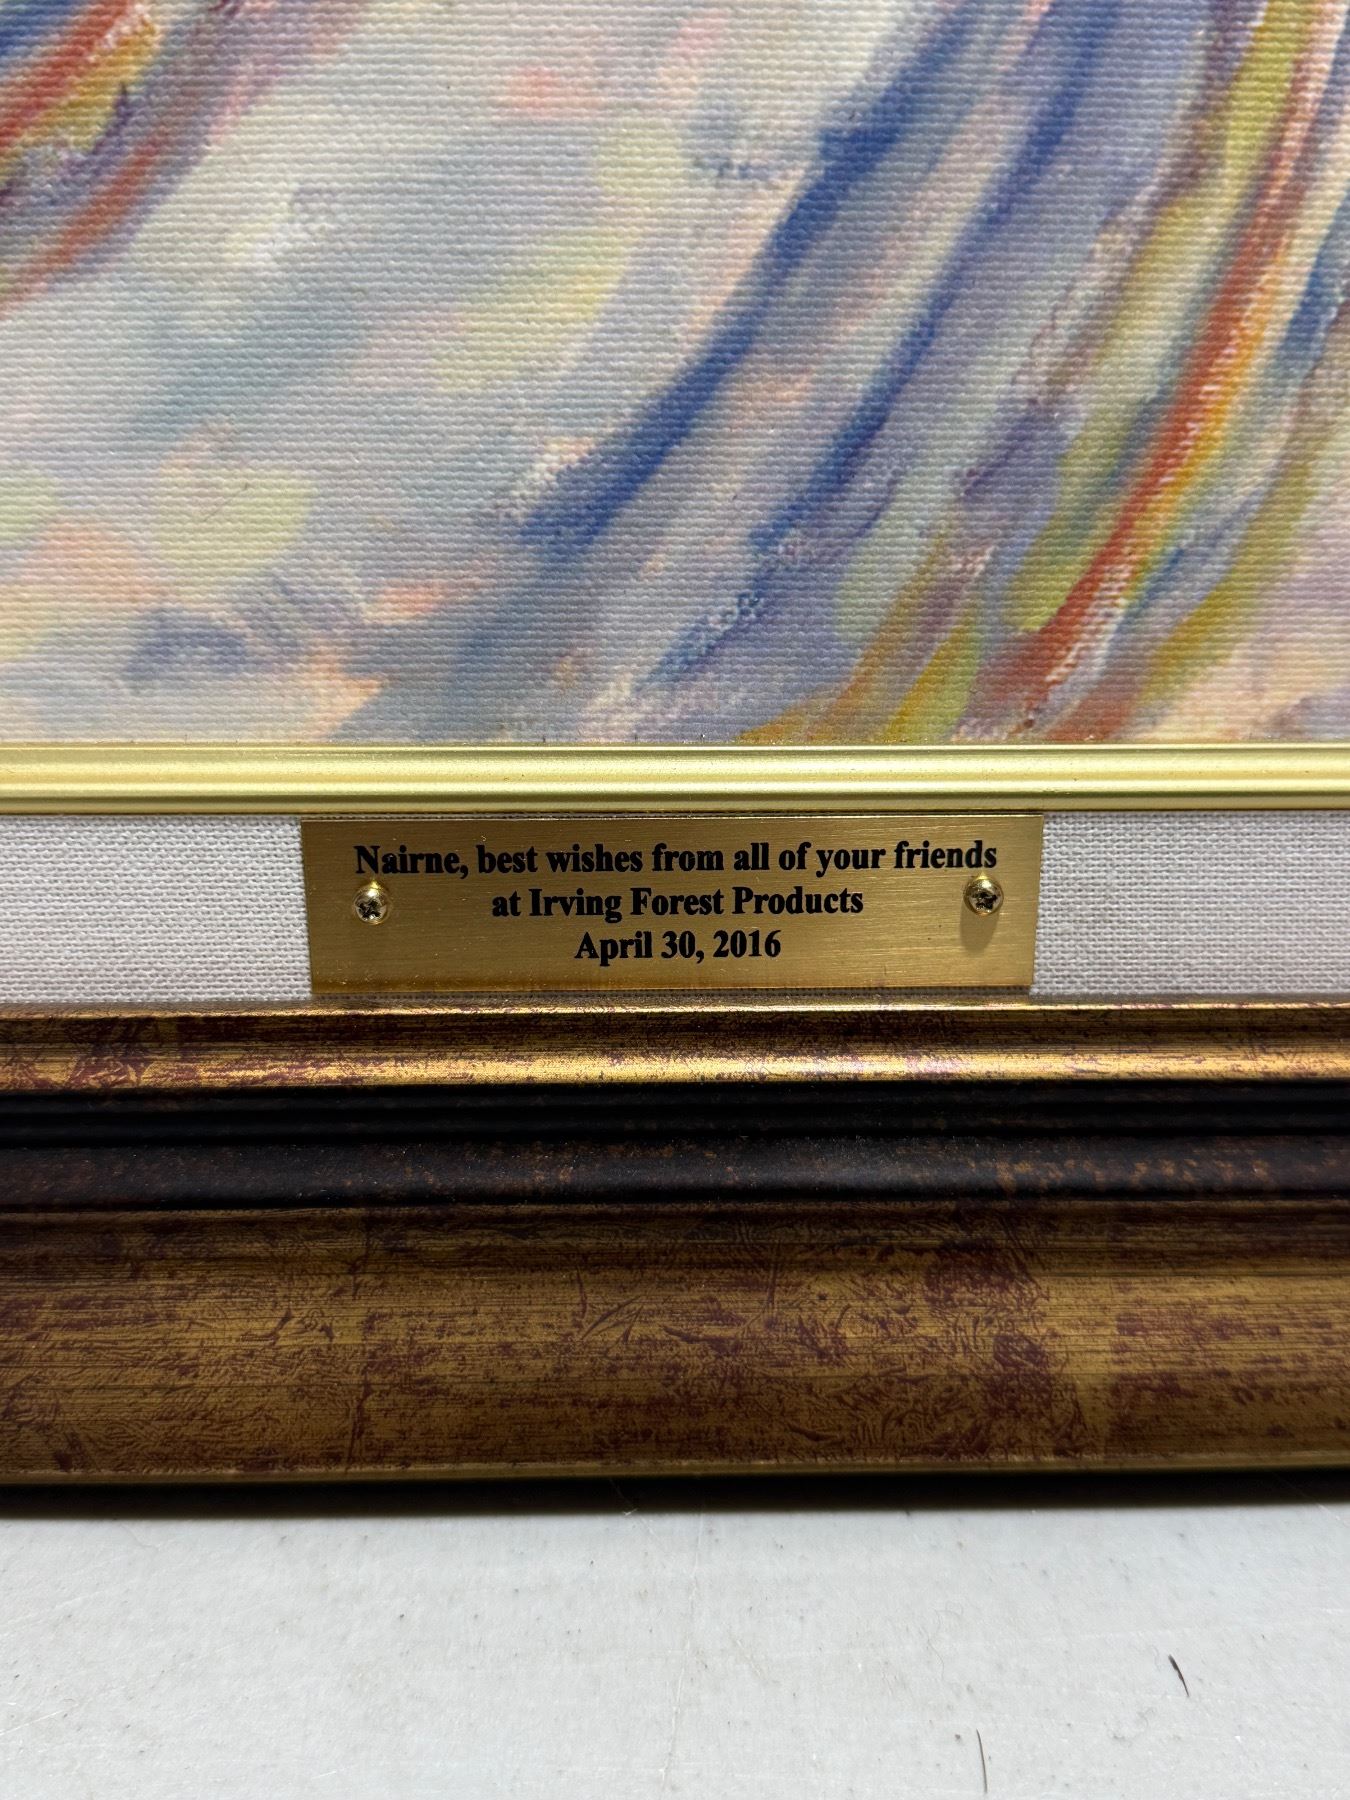 Nairne, best wishes from all of your friends
at Irving Forest Products
April 30, 2016